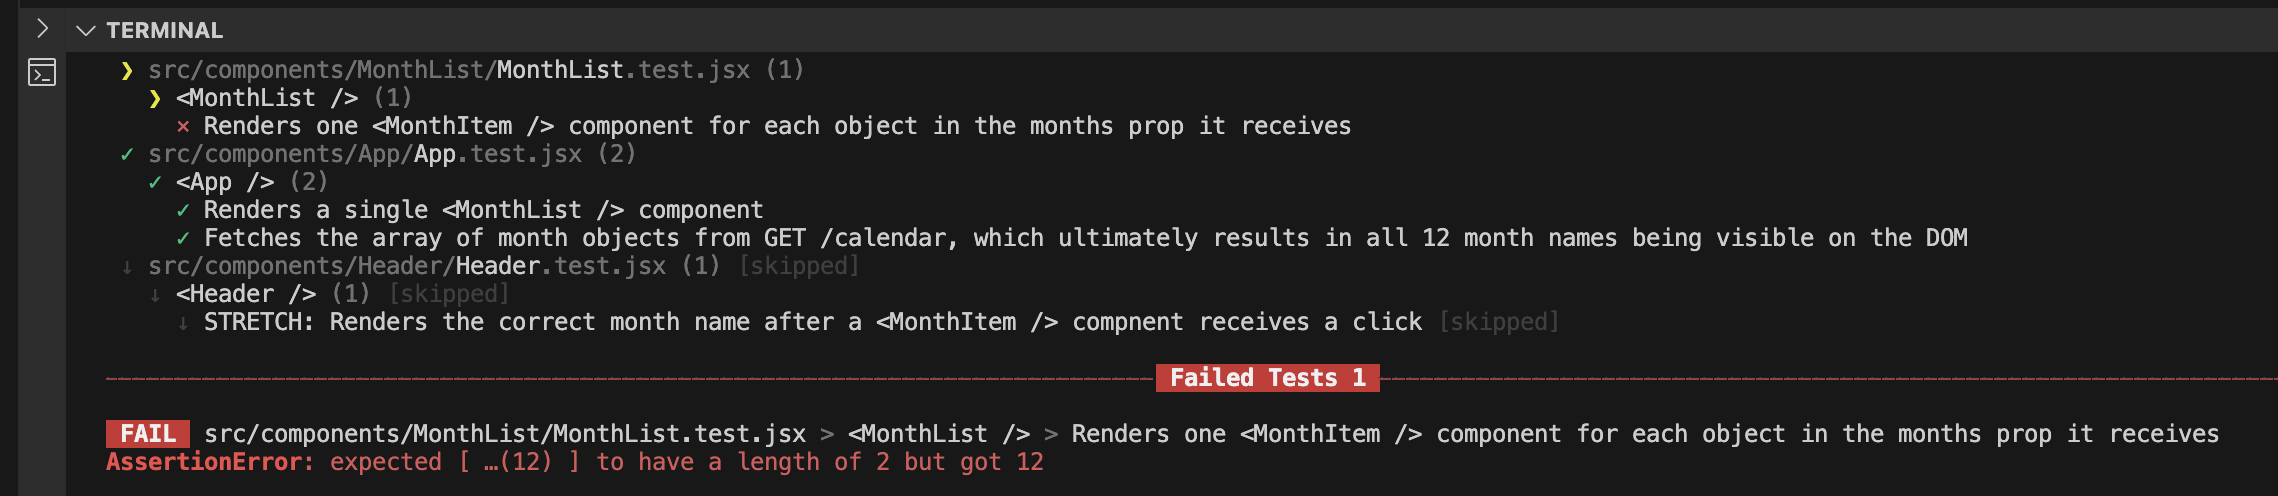 TERMINAL
❯ src/components/MonthList/MonthList.test.jsx (1)
❯ <MonthList /> (1)
× Renders one <MonthItem /> component for each object in the months prop it receives
✓ src/components/App/App.test.jsx (2)
✓ <App /> (2)
✓ Renders a single <MonthList /> component
✓ Fetches the array of month objects from GET /calendar, which ultimately results in all 12 month names being visible on the DOM
↓ src/components/Header/Header.test.jsx (1) [skipped]
↓ <Header /> (1) [skipped]
↓ STRETCH: Renders the correct month name after a <MonthItem /> compnent receives a click [skipped]
Failed Tests 1
FAIL src/components/MonthList/MonthList.test.jsx > <MonthList /> > Renders one <MonthItem /> component for each object in the months prop it receives
AssertionError: expected [ …(12) ] to have a length of 2 but got 12